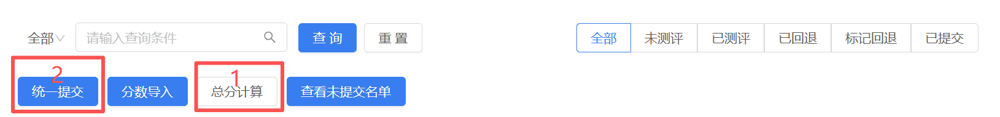 全部 请输入查询条件 查 询 重 置 全部 未测评 已测评 已回退 标记回退 已提交
2 1
统一提交 分数导入 总分计算 查看未提交名单